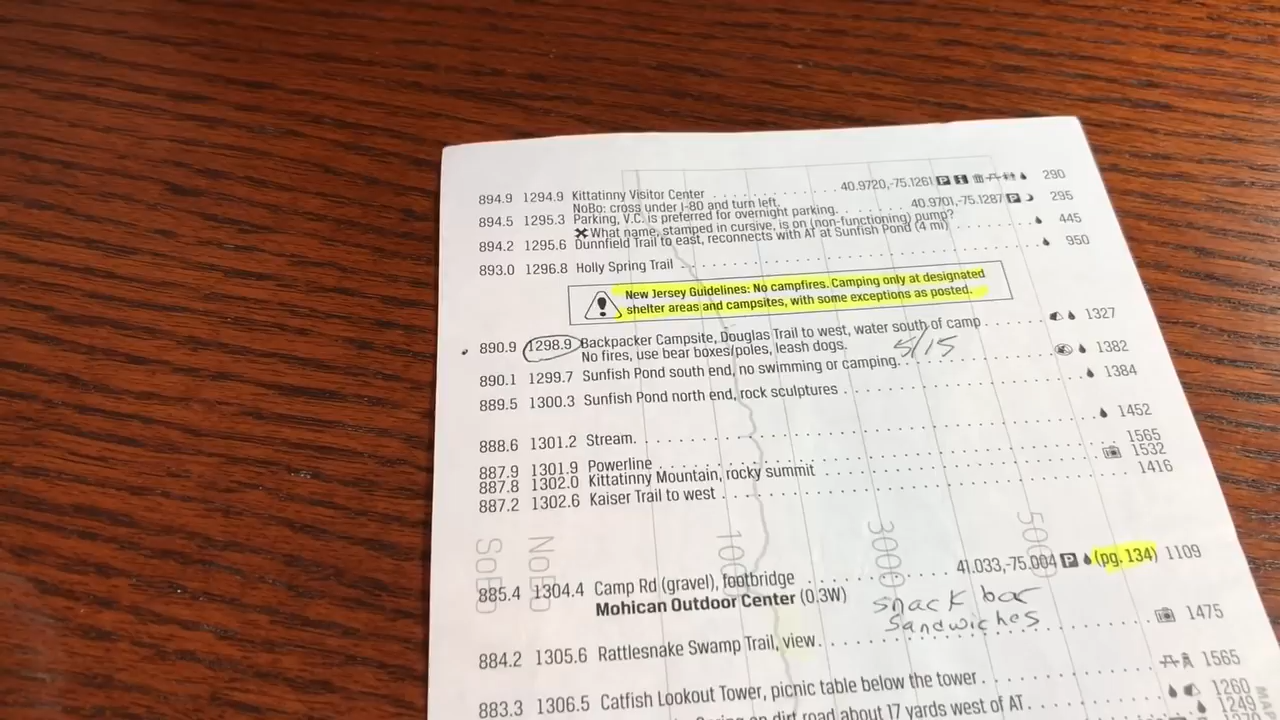 894.9 1294.9 Kittatinny Visitor Center . . . . . . . . . . . . 40.9720,-75.1261 P 290
NoBo: cross under I-80 and turn left.
894.5 1295.3 Parking, V.C. is preferred for overnight parking. . . . . . . . 40.9701,-75.1287 P 295
What name, stamped in cursive, is on (non-functioning) pump?
894.2 1295.6 Dunnfield Trail to east, reconnects with AT at Sunfish Pond (4 mi) . . . . . . . 445
893.0 1296.8 Holly Spring Trail . . . . . . . . . . . . . . . . 950
New Jersey Guidelines: No campfires. Camping only at designated
shelter areas and campsites, with some exceptions as posted.
890.9 1298.9 Backpacker Campsite, Douglas Trail to west, water south of camp . . . . . . 1327
No fires, use bear boxes/poles, leash dogs. 5/15
890.1 1299.7 Sunfish Pond south end, no swimming or camping. . . . . . . . . 1382
889.5 1300.3 Sunfish Pond north end, rock sculptures . . . . . . . . . . . 1384
888.6 1301.2 Stream. . . . . . . . . . . . . . . . 1452
887.9 1301.9 Powerline . . . . . . . . . . . . . . . . 1565
887.8 1302.0 Kittatinny Mountain, rocky summit . . . . . . . . . . . . 1532
887.2 1302.6 Kaiser Trail to west . . . . . . . . . . . . . . . . 1416
SoBo NoBo 1000 3000 5000
885.4 1304.4 Camp Rd (gravel), footbridge . . . . . . . . . . . 41.033,-75.004 P (pg. 134) 1109
Mohican Outdoor Center (0.3W)
snack bar
sandwiches
884.2 1305.6 Rattlesnake Swamp Trail, view. . . . . . . . . . . . . . . 1475
883.3 1306.5 Catfish Lookout Tower, picnic table below the tower . . . . . . . . . . 1565
1260
on dirt road about 17 yards west of AT. . . . . . . . . 1249